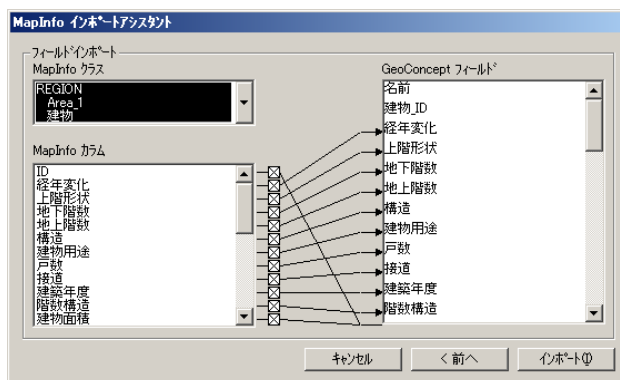 MapInfo インポートアシスタント
フィールドインポート
MapInfo クラス
REGION
Area_1
建物
MapInfo カラム
ID
経年変化
上階形状
地下階数
地上階数
構造
建物用途
戸数
接道
建築年度
階数構造
建物面積
GeoConcept フィールド
名前
建物_ID
経年変化
上階形状
地下階数
地上階数
構造
建物用途
戸数
接道
建築年度
階数構造
キャンセル
< 前へ
インポート(I)